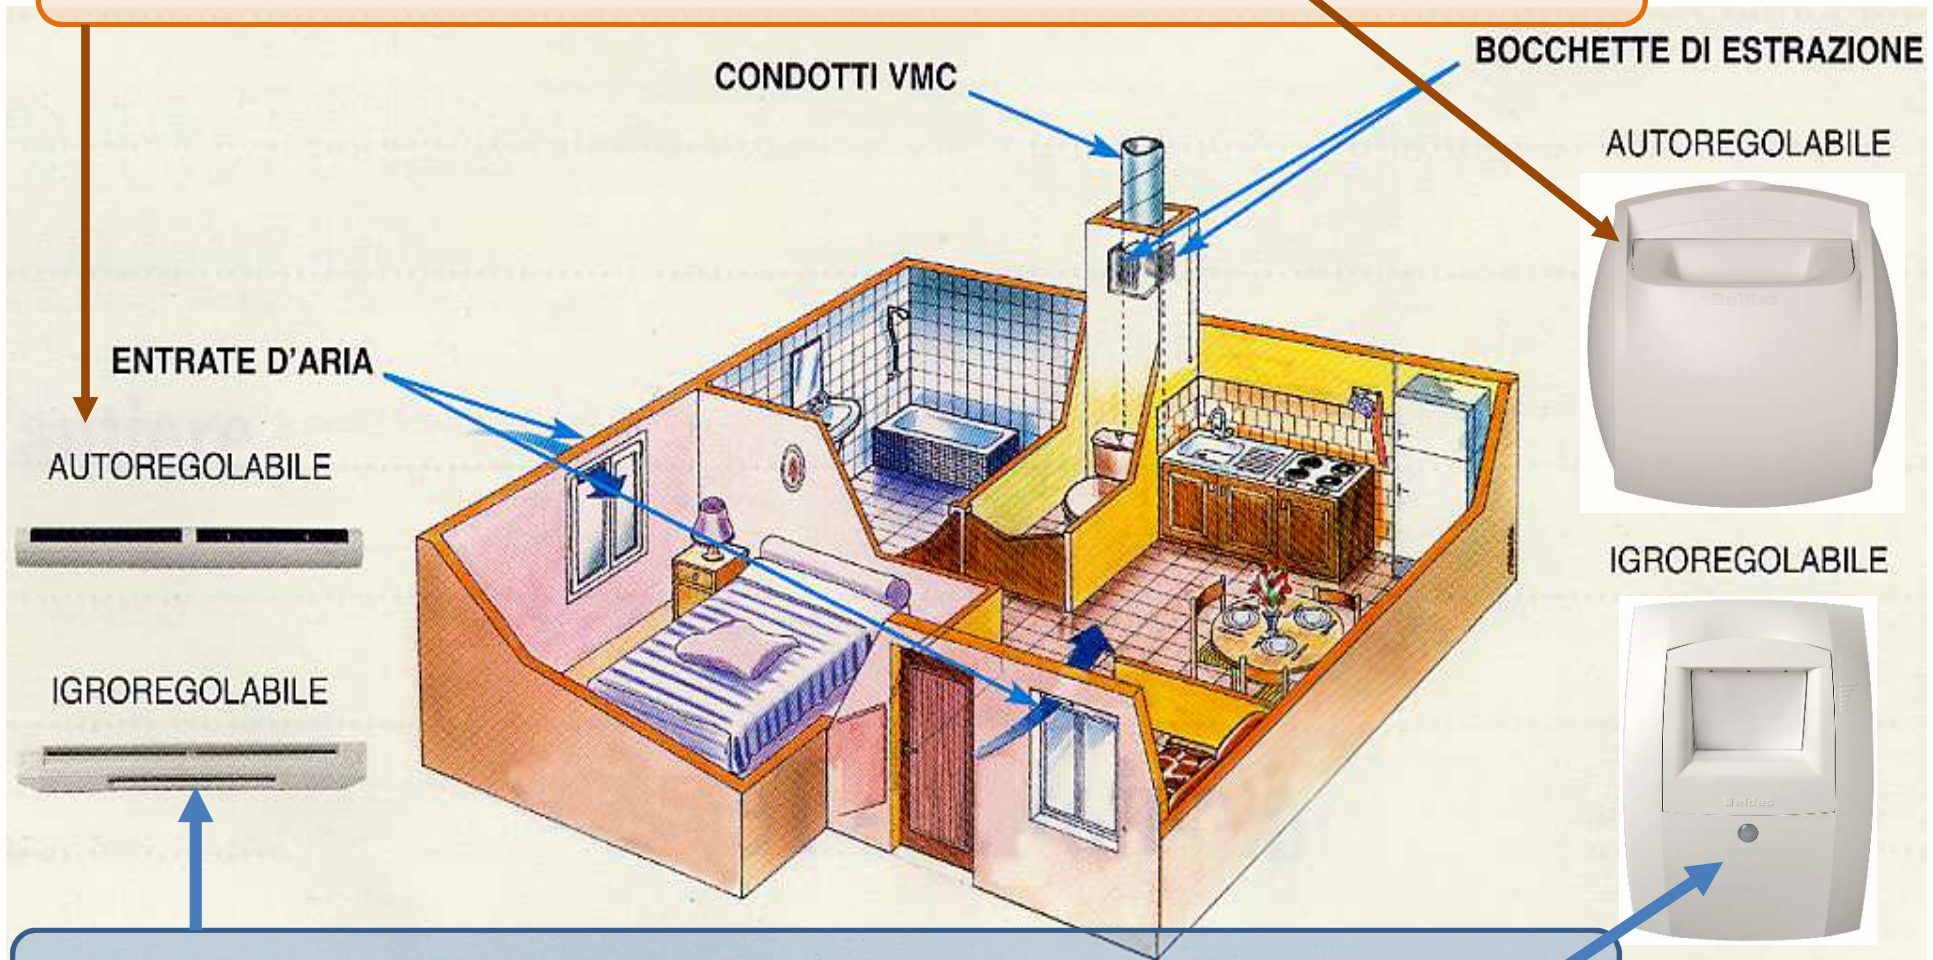 BOCCHETTE DI ESTRAZIONE
CONDOTTI VMC
AUTOREGOLABILE
ENTRATE D'ARIA
AUTOREGOLABILE
IGROREGOLABILE
IGROREGOLABILE